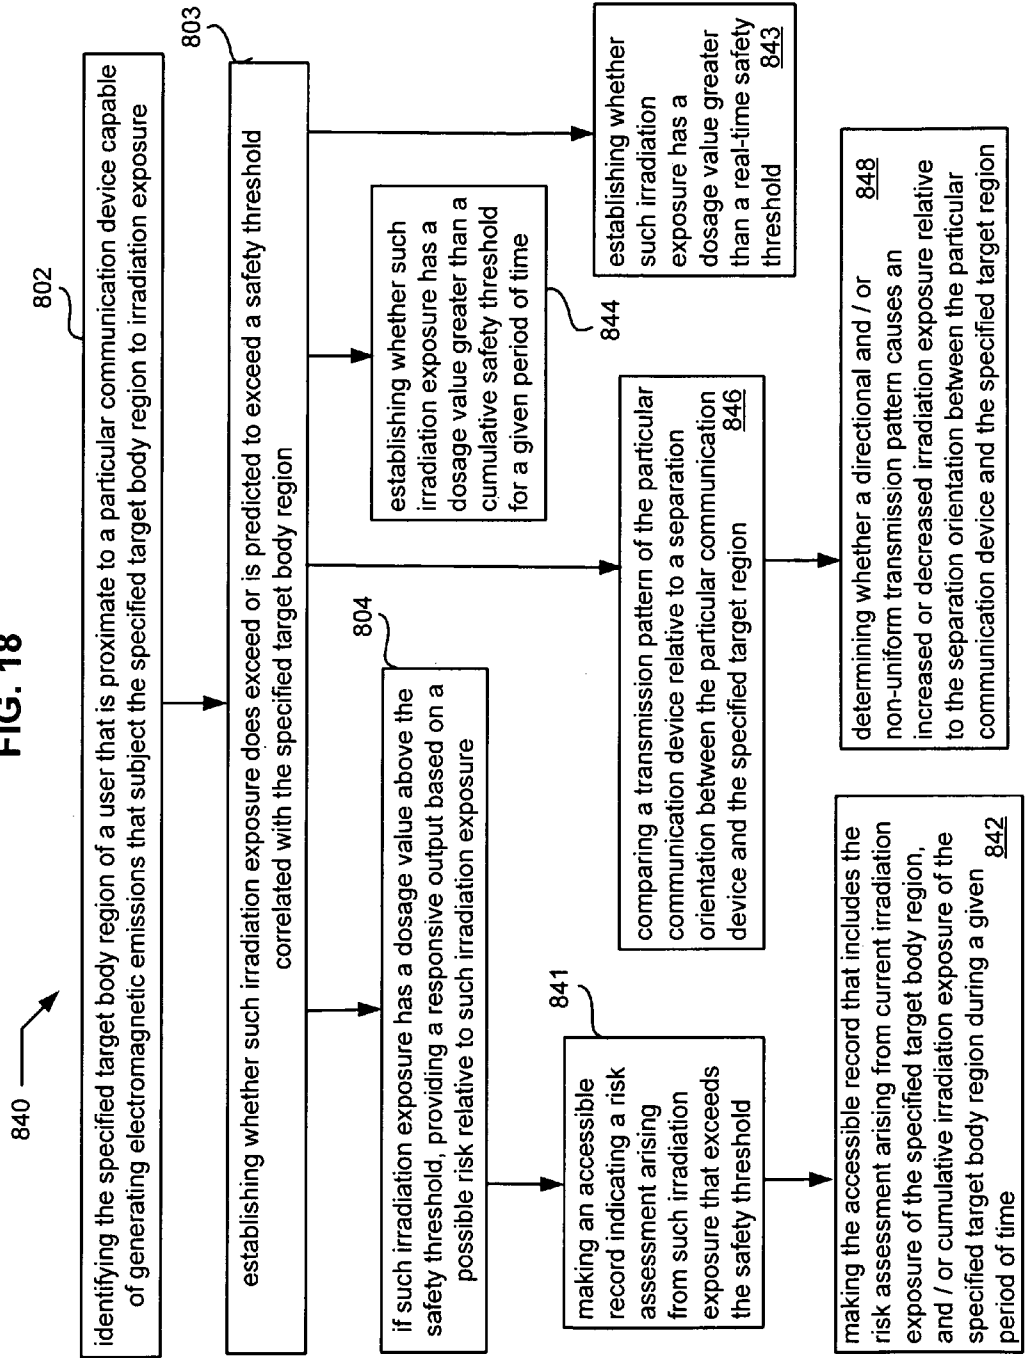 FIG. 18
840
802
identifying the specified target body region of a user that is proximate to a particular communication device capable
of generating electromagnetic emissions that subject the specified target body region to irradiation exposure
803
establishing whether such irradiation exposure does exceed or is predicted to exceed a safety threshold
correlated with the specified target body region
804
if such irradiation exposure has a dosage value above the
safety threshold, providing a responsive output based on a
possible risk relative to such irradiation exposure
establishing whether such
irradiation exposure has a
dosage value greater than a
cumulative safety threshold
for a given period of time
844
establishing whether
such irradiation
exposure has a
dosage value greater
than a real-time safety
threshold 843
841
making an accessible
record indicating a risk
assessment arising
from such irradiation
exposure that exceeds
the safety threshold
comparing a transmission pattern of the particular
communication device relative to a separation
orientation between the particular communication
device and the specified target region 846
making the accessible record that includes the
risk assessment arising from current irradiation
exposure of the specified target body region,
and / or cumulative irradiation exposure of the
specified target body region during a given
period of time 842
determining whether a directional and / or 848
non-uniform transmission pattern causes an
increased or decreased irradiation exposure relative
to the separation orientation between the particular
communication device and the specified target region